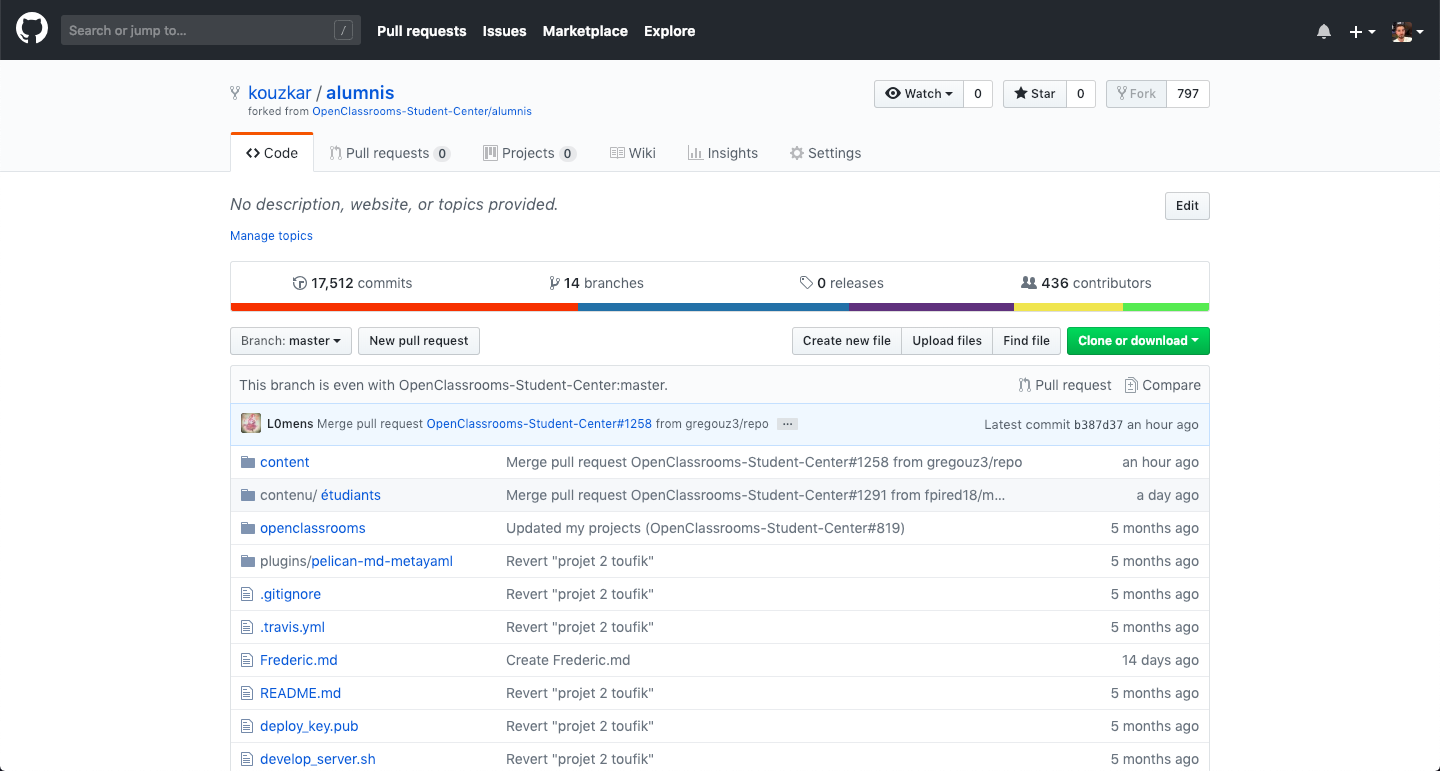 Search or jump to... / Pull requests Issues Marketplace Explore
kouzkar / alumnis Watch 0 Star 0 Fork 797
forked from OpenClassrooms-Student-Center/alumnis
Code Pull requests 0 Projects 0 Wiki Insights Settings
No description, website, or topics provided. Edit
Manage topics
17,512 commits 14 branches 0 releases 436 contributors
Branch: master New pull request Create new file Upload files Find file Clone or download
This branch is even with OpenClassrooms-Student-Center:master. Pull request Compare
L0mens Merge pull request OpenClassrooms-Student-Center#1258 from gregouz3/repo ... Latest commit b387d37 an hour ago
content Merge pull request OpenClassrooms-Student-Center#1258 from gregouz3/repo an hour ago
contenu/ étudiants Merge pull request OpenClassrooms-Student-Center#1291 from fpired18/m... a day ago
openclassrooms Updated my projects (OpenClassrooms-Student-Center#819) 5 months ago
plugins/pelican-md-metayaml Revert "projet 2 toufik" 5 months ago
.gitignore Revert "projet 2 toufik" 5 months ago
.travis.yml Revert "projet 2 toufik" 5 months ago
Frederic.md Create Frederic.md 14 days ago
README.md Revert "projet 2 toufik" 5 months ago
deploy_key.pub Revert "projet 2 toufik" 5 months ago
develop_server.sh Revert "projet 2 toufik" 5 months ago